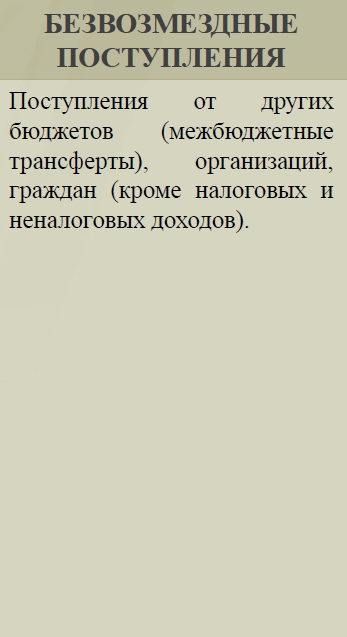 БЕЗВОЗМЕЗДНЫЕ
ПОСТУПЛЕНИЯ
Поступления от других
бюджетов (межбюджетные
трансферты), организаций,
граждан (кроме налоговых и
неналоговых доходов).